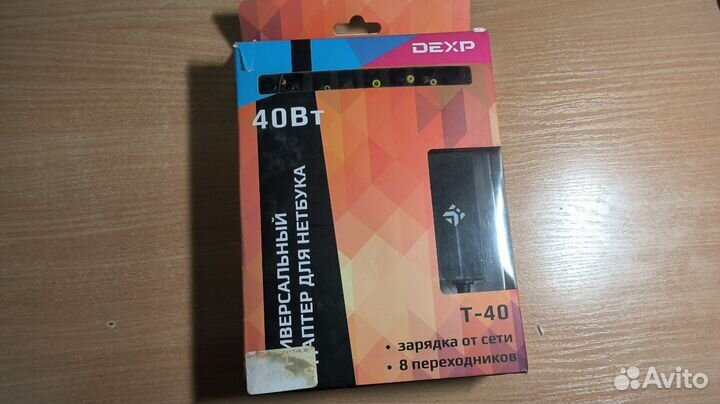 DEXP
40Вт
ИВЕРСАЛЬНЫЙ
АПТЕР ДЛЯ НЕТБУКА
T-40
• зарядка от сети
• 8 переходников
Avito